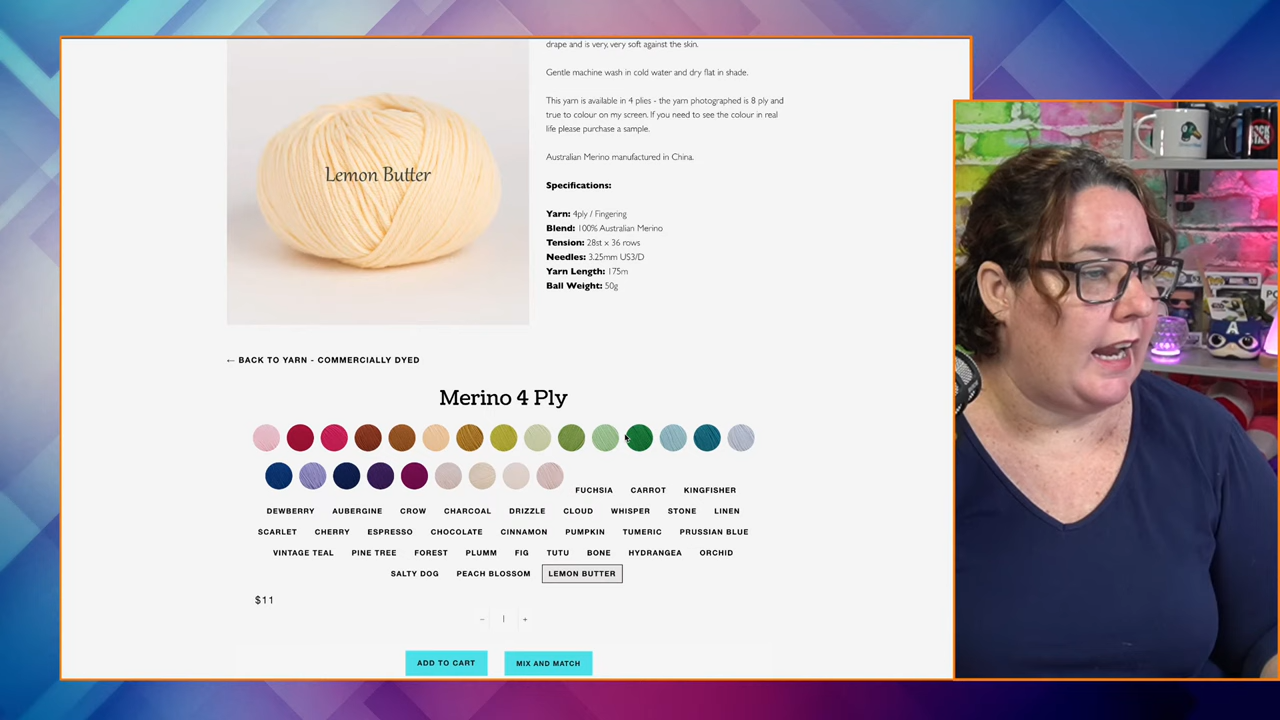 drape and is very, very soft against the skin.
Gentle machine wash in cold water and dry flat in shade.
This yarn is available in 4 plies - the yarn photographed is 8 ply and
true to colour on my screen. If you need to see the colour in real
life please purchase a sample.
Australian Merino manufactured in China.
Specifications:
Yarn: 4ply / Fingering
Blend: 100% Australian Merino
Tension: 28st x 36 rows
Needles: 3.25mm US3/D
Yarn Length: 175m
Ball Weight: 50g
Lemon Butter
← BACK TO YARN - COMMERCIALLY DYED
Merino 4 Ply
FUCHSIA CARROT KINGFISHER
DEWBERRY AUBERGINE CROW CHARCOAL DRIZZLE CLOUD WHISPER STONE LINEN
SCARLET CHERRY ESPRESSO CHOCOLATE CINNAMON PUMPKIN TUMERIC PRUSSIAN BLUE
VINTAGE TEAL PINE TREE FOREST PLUMM FIG TUTU BONE HYDRANGEA ORCHID
SALTY DOG PEACH BLOSSOM LEMON BUTTER
$11
− 1 +
ADD TO CART MIX AND MATCH